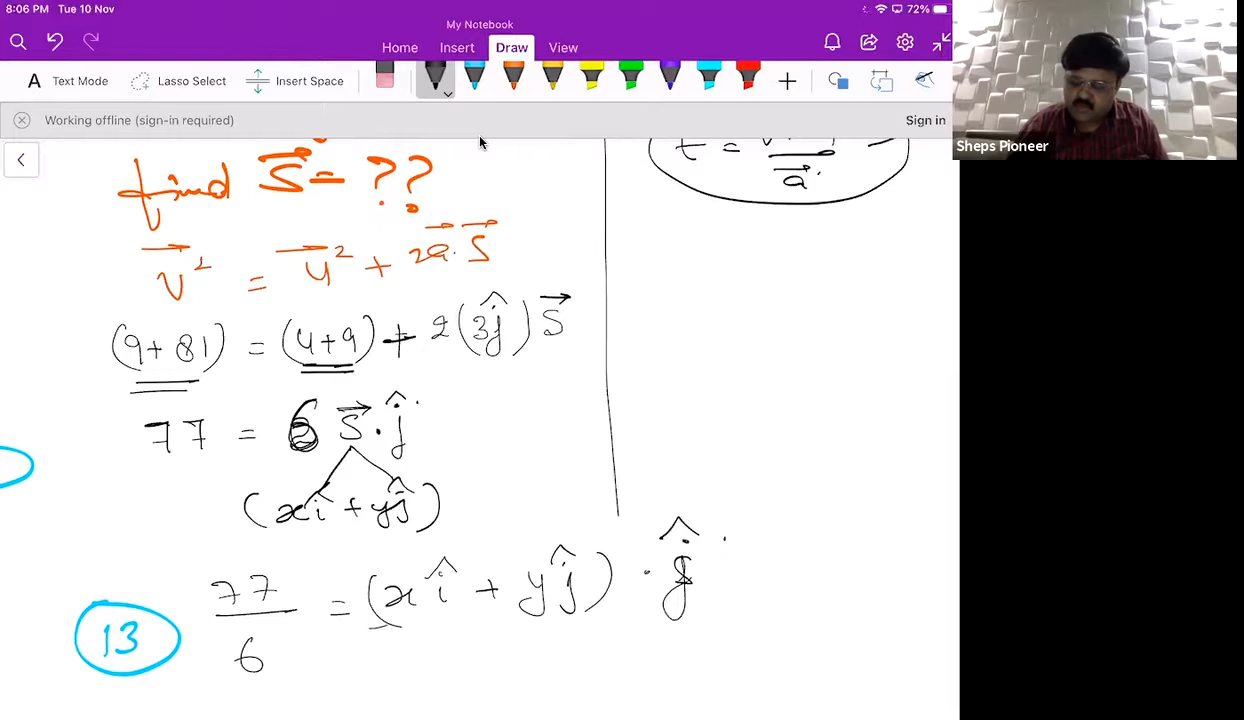 8:06 PM Tue 10 Nov
72%
My Notebook
Home Insert Draw View
Text Mode Lasso Select Insert Space
Working offline (sign-in required)
Sign in
Sheps Pioneer
find S⃗ = ??
v⃗² = u⃗² + 2a⃗·s⃗
(9+81) = (4+9) + 2(3ĵ) S⃗
77 = 6 S⃗·ĵ
(xî + yĵ)
77/6 = (xî + yĵ) · ĵ
13
t =
a⃗